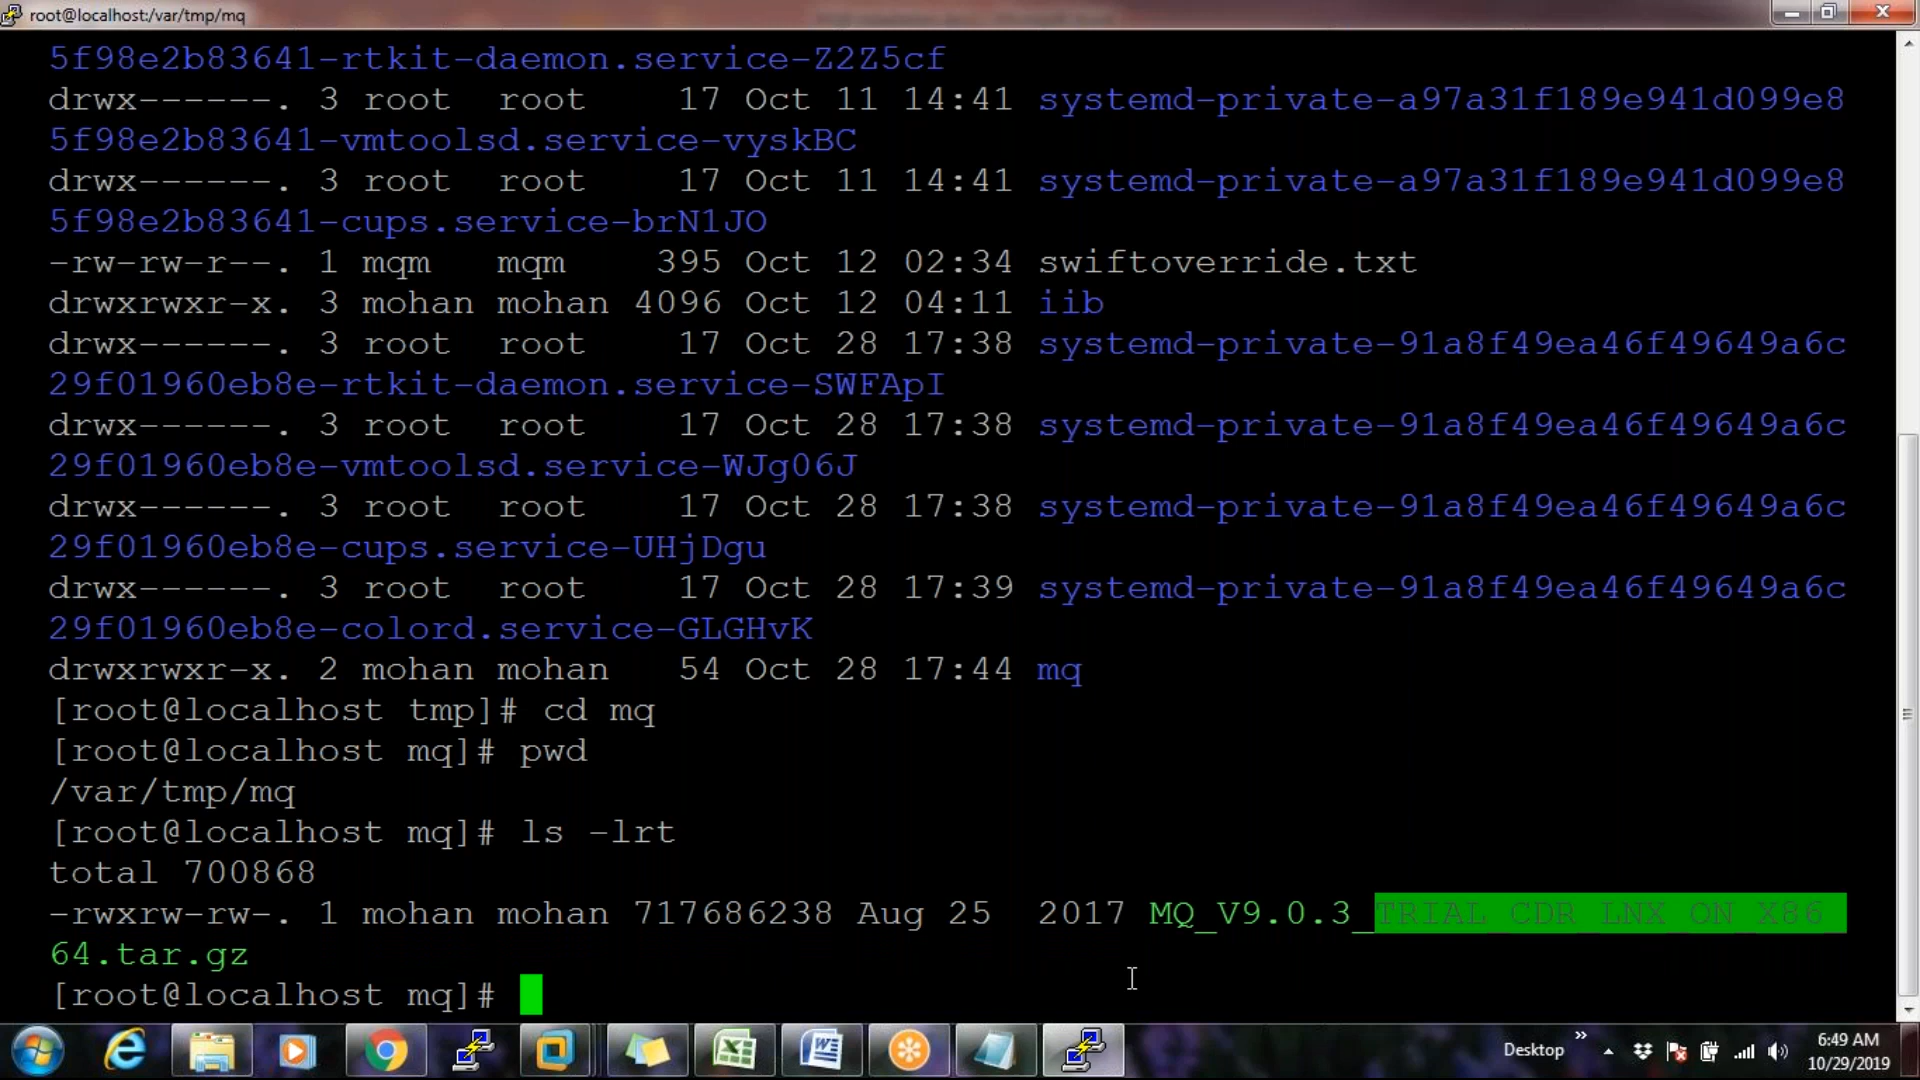 root@localhost:/var/tmp/mq
5f98e2b83641-rtkit-daemon.service-Z2Z5cf
drwx------. 3 root   root     17 Oct 11 14:41 systemd-private-a97a31f189e941d099e8
5f98e2b83641-vmtoolsd.service-vyskBC
drwx------. 3 root   root     17 Oct 11 14:41 systemd-private-a97a31f189e941d099e8
5f98e2b83641-cups.service-brN1JO
-rw-rw-r--. 1 mqm   mqm     395 Oct 12 02:34 swiftoverride.txt
drwxrwxr-x. 3 mohan mohan 4096 Oct 12 04:11 iib
drwx------. 3 root   root     17 Oct 28 17:38 systemd-private-91a8f49ea46f49649a6c
29f01960eb8e-rtkit-daemon.service-SWFApI
drwx------. 3 root   root     17 Oct 28 17:38 systemd-private-91a8f49ea46f49649a6c
29f01960eb8e-vmtoolsd.service-WJg06J
drwx------. 3 root   root     17 Oct 28 17:38 systemd-private-91a8f49ea46f49649a6c
29f01960eb8e-cups.service-UHjDgu
drwx------. 3 root   root     17 Oct 28 17:39 systemd-private-91a8f49ea46f49649a6c
29f01960eb8e-colord.service-GLGHvK
drwxrwxr-x. 2 mohan mohan   54 Oct 28 17:44 mq
[root@localhost tmp]# cd mq
[root@localhost mq]# pwd
/var/tmp/mq
[root@localhost mq]# ls -lrt
total 700868
-rwxrw-rw-. 1 mohan mohan 717686238 Aug 25  2017 MQ_V9.0.3_TRIAL CDR LNX ON X86
64.tar.gz
[root@localhost mq]#
Desktop
6:49 AM
10/29/2019